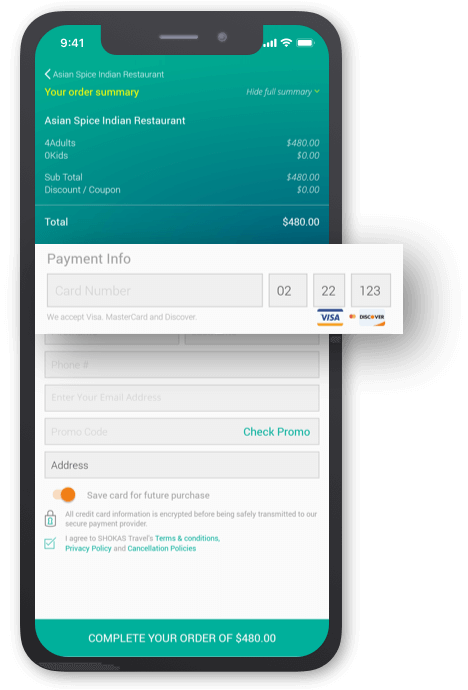 9:41
Asian Spice Indian Restaurant
Your order summary Hide full summary
Asian Spice Indian Restaurant
4Adults $480.00
0Kids $0.00
Sub Total $480.00
Discount / Coupon $0.00
Total $480.00
Payment Info
Card Number 02 22 123
We accept Visa. MasterCard and Discover.
VISA DISCOVER
Phone #
Enter Your Email Address
Promo Code Check Promo
Address
Save card for future purchase
All credit card information is encrypted before being safely transmitted to our
secure payment provider.
I agree to SHOKAS Travel's Terms & conditions,
Privacy Policy and Cancellation Policies
COMPLETE YOUR ORDER OF $480.00